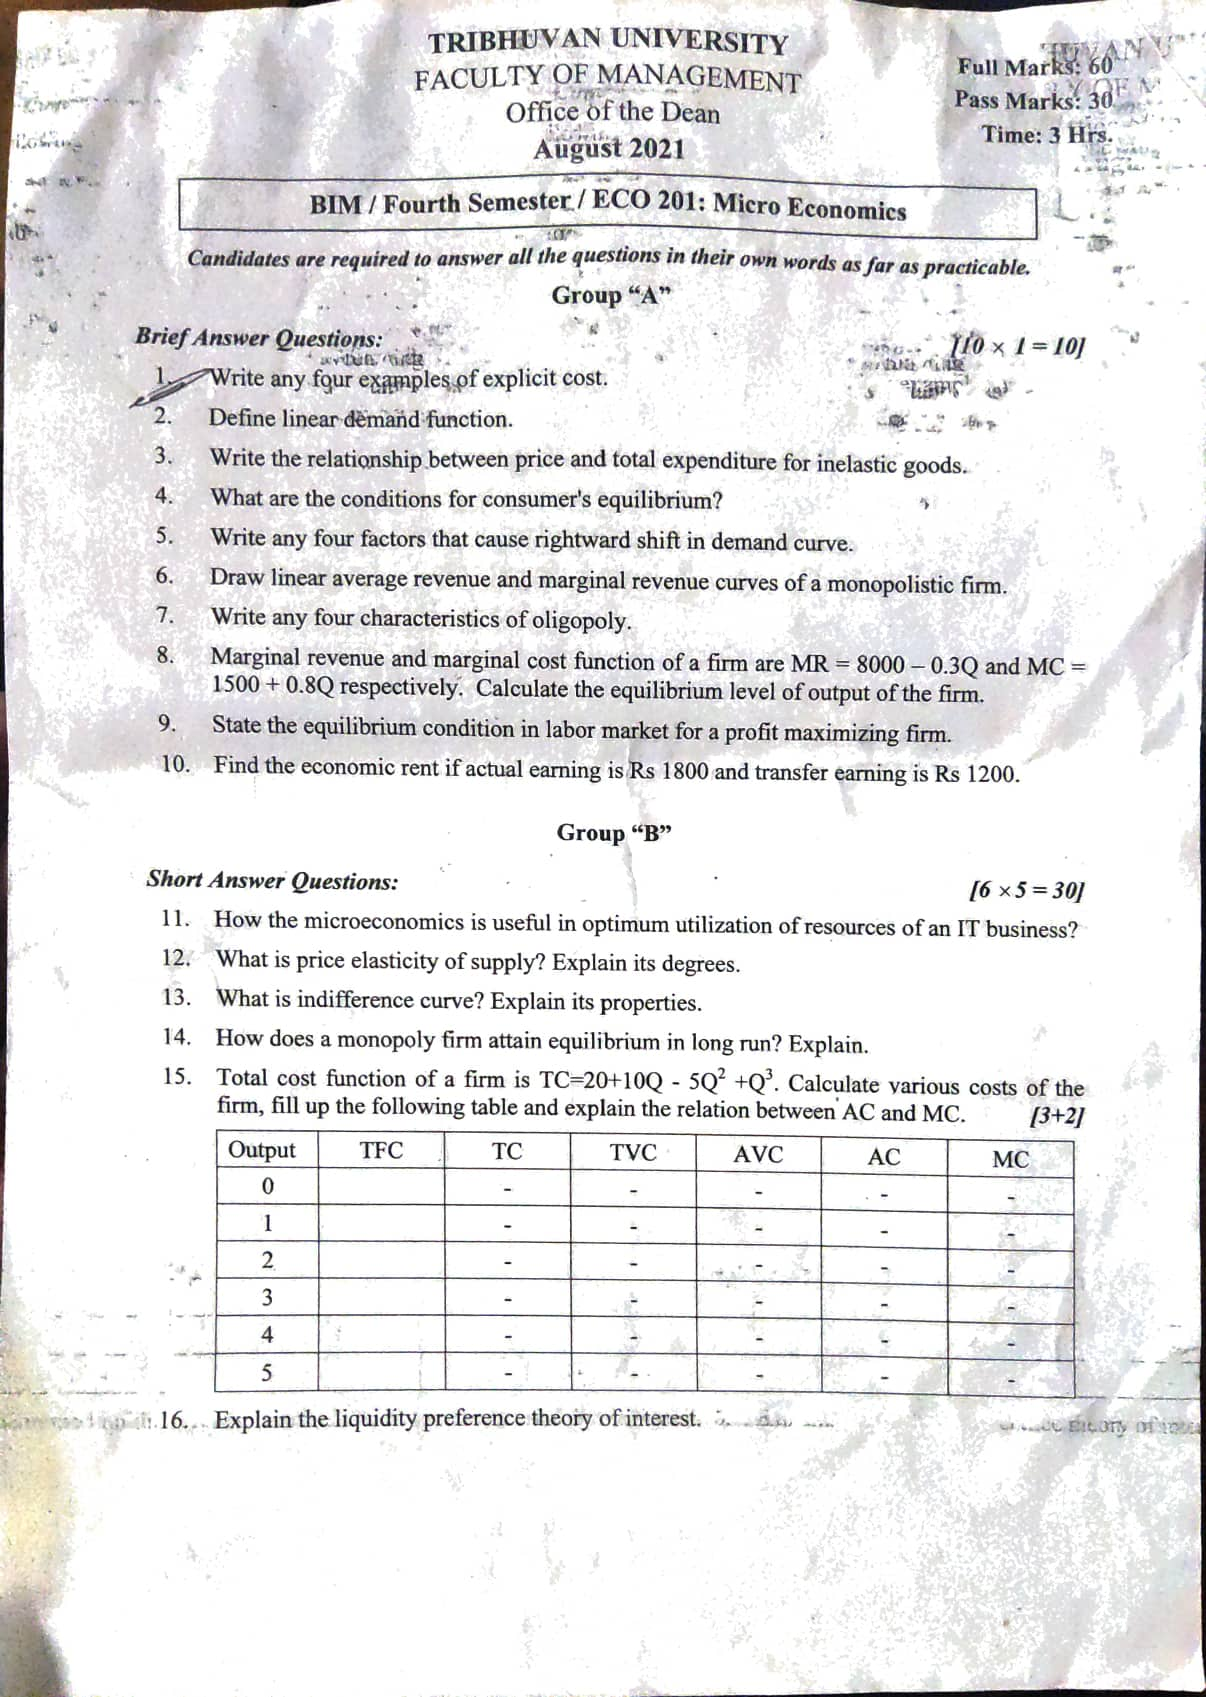 TRIBHUVAN UNIVERSITY
FACULTY OF MANAGEMENT
Office of the Dean
August 2021
Full Marks: 60
Pass Marks: 30
Time: 3 Hrs.
BIM / Fourth Semester / ECO 201: Micro Economics
Candidates are required to answer all the questions in their own words as far as practicable.
Group “A”
Brief Answer Questions: [10 × 1 = 10]
1. Write any four examples of explicit cost.
2. Define linear demand function.
3. Write the relationship between price and total expenditure for inelastic goods.
4. What are the conditions for consumer's equilibrium?
5. Write any four factors that cause rightward shift in demand curve.
6. Draw linear average revenue and marginal revenue curves of a monopolistic firm.
7. Write any four characteristics of oligopoly.
8. Marginal revenue and marginal cost function of a firm are MR = 8000 – 0.3Q and MC =
1500 + 0.8Q respectively. Calculate the equilibrium level of output of the firm.
9. State the equilibrium condition in labor market for a profit maximizing firm.
10. Find the economic rent if actual earning is Rs 1800 and transfer earning is Rs 1200.
Group “B”
Short Answer Questions: [6 × 5 = 30]
11. How the microeconomics is useful in optimum utilization of resources of an IT business?
12. What is price elasticity of supply? Explain its degrees.
13. What is indifference curve? Explain its properties.
14. How does a monopoly firm attain equilibrium in long run? Explain.
15. Total cost function of a firm is TC=20+10Q - 5Q² +Q³. Calculate various costs of the
firm, fill up the following table and explain the relation between AC and MC. [3+2]
Output TFC TC TVC AVC AC MC
0 - - - - -
1 - - - - -
2 - - - - -
3 - - - - -
4 - - - - -
5 - - - - -
16. Explain the liquidity preference theory of interest.